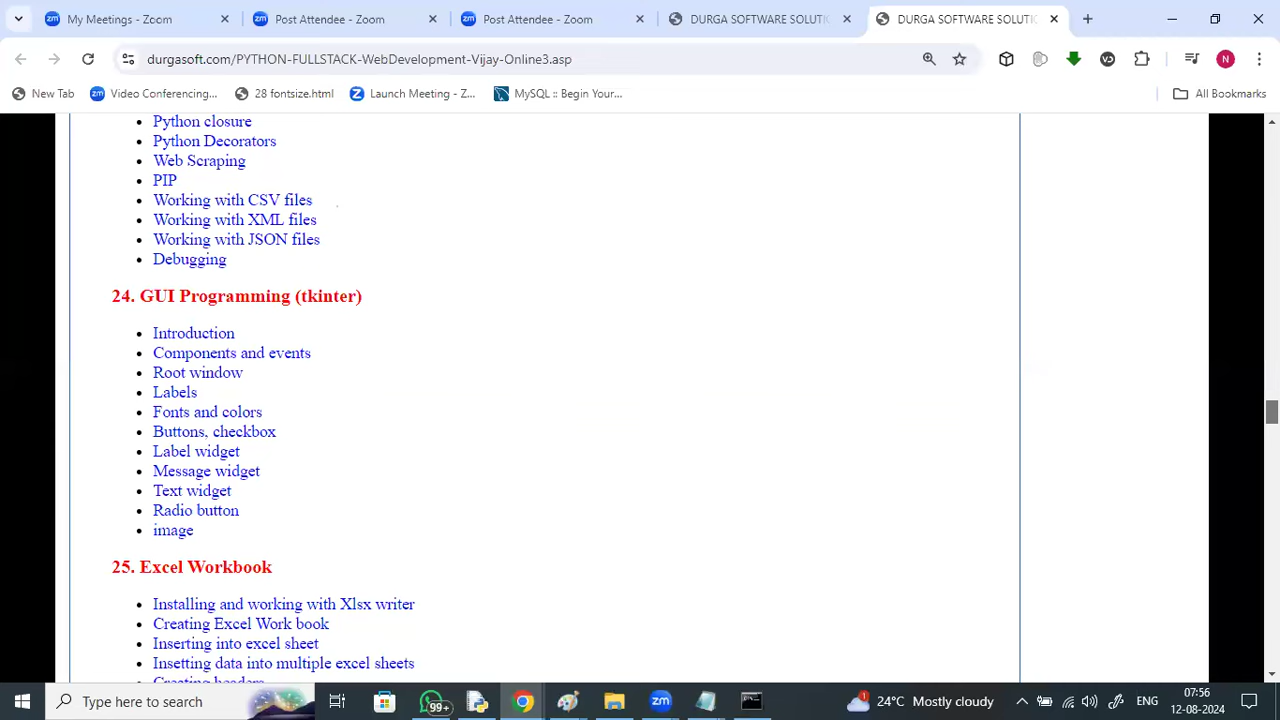 My Meetings - Zoom
Post Attendee - Zoom
Post Attendee - Zoom
DURGA SOFTWARE SOLUTI
DURGA SOFTWARE SOLUTI
durgasoft.com/PYTHON-FULLSTACK-WebDevelopment-Vijay-Online3.asp
N
New Tab
Video Conferencing...
28 fontsize.html
Launch Meeting - Z...
MySQL :: Begin Your...
All Bookmarks
Python closure
Python Decorators
Web Scraping
PIP
Working with CSV files
Working with XML files
Working with JSON files
Debugging
24. GUI Programming (tkinter)
Introduction
Components and events
Root window
Labels
Fonts and colors
Buttons, checkbox
Label widget
Message widget
Text widget
Radio button
image
25. Excel Workbook
Installing and working with Xlsx writer
Creating Excel Work book
Inserting into excel sheet
Insetting data into multiple excel sheets
Creating headers
Type here to search
99+
24°C Mostly cloudy
ENG
07:56
12-08-2024